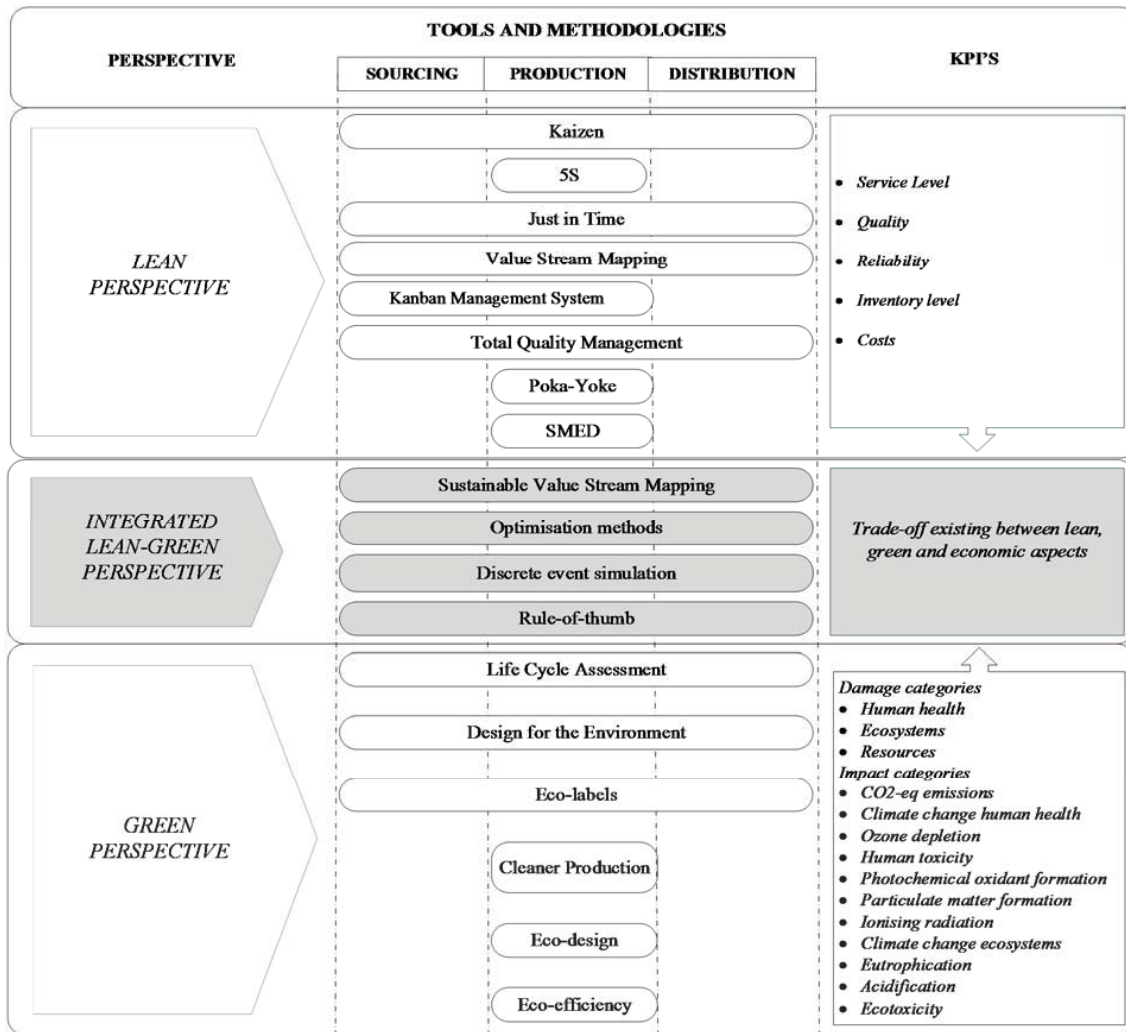 TOOLS AND METHODOLOGIES
PERSPECTIVE
KPI'S
SOURCING
PRODUCTION
DISTRIBUTION
LEAN
PERSPECTIVE
Kaizen
5S
Just in Time
Value Stream Mapping
Kanban Management System
Total Quality Management
Poka-Yoke
SMED
• Service Level
• Quality
• Reliability
• Inventory level
• Costs
INTEGRATED
LEAN-GREEN
PERSPECTIVE
Sustainable Value Stream Mapping
Optimisation methods
Discrete event simulation
Rule-of-thumb
Trade-off existing between lean,
green and economic aspects
GREEN
PERSPECTIVE
Life Cycle Assessment
Design for the Environment
Eco-labels
Cleaner Production
Eco-design
Eco-efficiency
Damage categories
• Human health
• Ecosystems
• Resources
Impact categories
• CO2-eq emissions
• Climate change human health
• Ozone depletion
• Human toxicity
• Photochemical oxidant formation
• Particulate matter formation
• Ionising radiation
• Climate change ecosystems
• Eutrophication
• Acidification
• Ecotoxicity